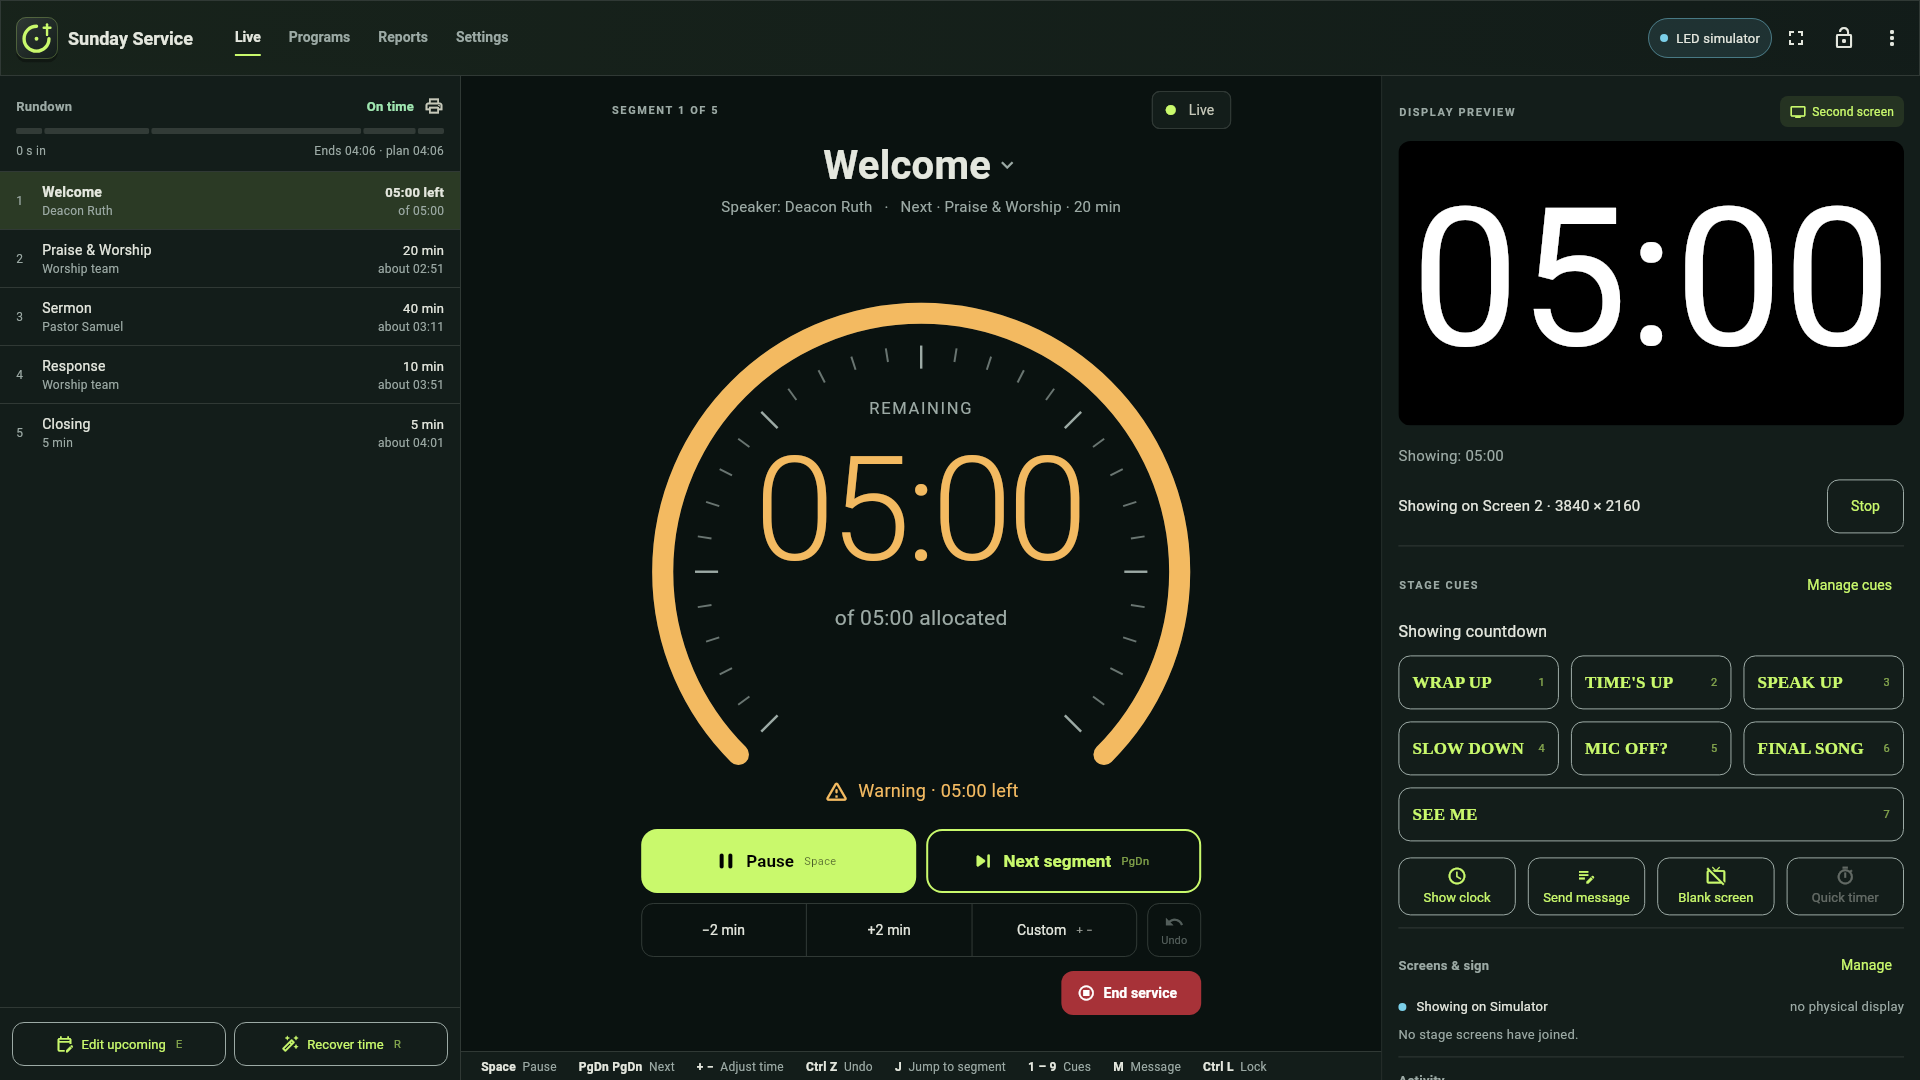 Sunday Service
Live
Programs
Reports
Settings
LED simulator
Rundown
On time
0 s in
Ends 04:06 · plan 04:06
1
Welcome
05:00 left
Deacon Ruth
of 05:00
2
Praise & Worship
20 min
Worship team
about 02:51
3
Sermon
40 min
Pastor Samuel
about 03:11
4
Response
10 min
Worship team
about 03:51
5
Closing
5 min
5 min
about 04:01
Edit upcoming E
Recover time R
SEGMENT 1 OF 5
Live
Welcome
Speaker: Deacon Ruth · Next · Praise & Worship · 20 min
REMAINING
05:00
of 05:00 allocated
Warning · 05:00 left
Pause Space
Next segment PgDn
−2 min
+2 min
Custom + −
Undo
End service
Space Pause PgDn PgDn Next + − Adjust time Ctrl Z Undo J Jump to segment 1 – 9 Cues M Message Ctrl L Lock
DISPLAY PREVIEW
Second screen
05:00
Showing: 05:00
Showing on Screen 2 · 3840 × 2160
Stop
STAGE CUES
Manage cues
Showing countdown
WRAP UP 1
TIME'S UP 2
SPEAK UP 3
SLOW DOWN 4
MIC OFF? 5
FINAL SONG 6
SEE ME 7
Show clock
Send message
Blank screen
Quick timer
Screens & sign
Manage
Showing on Simulator
no physical display
No stage screens have joined.
Activity